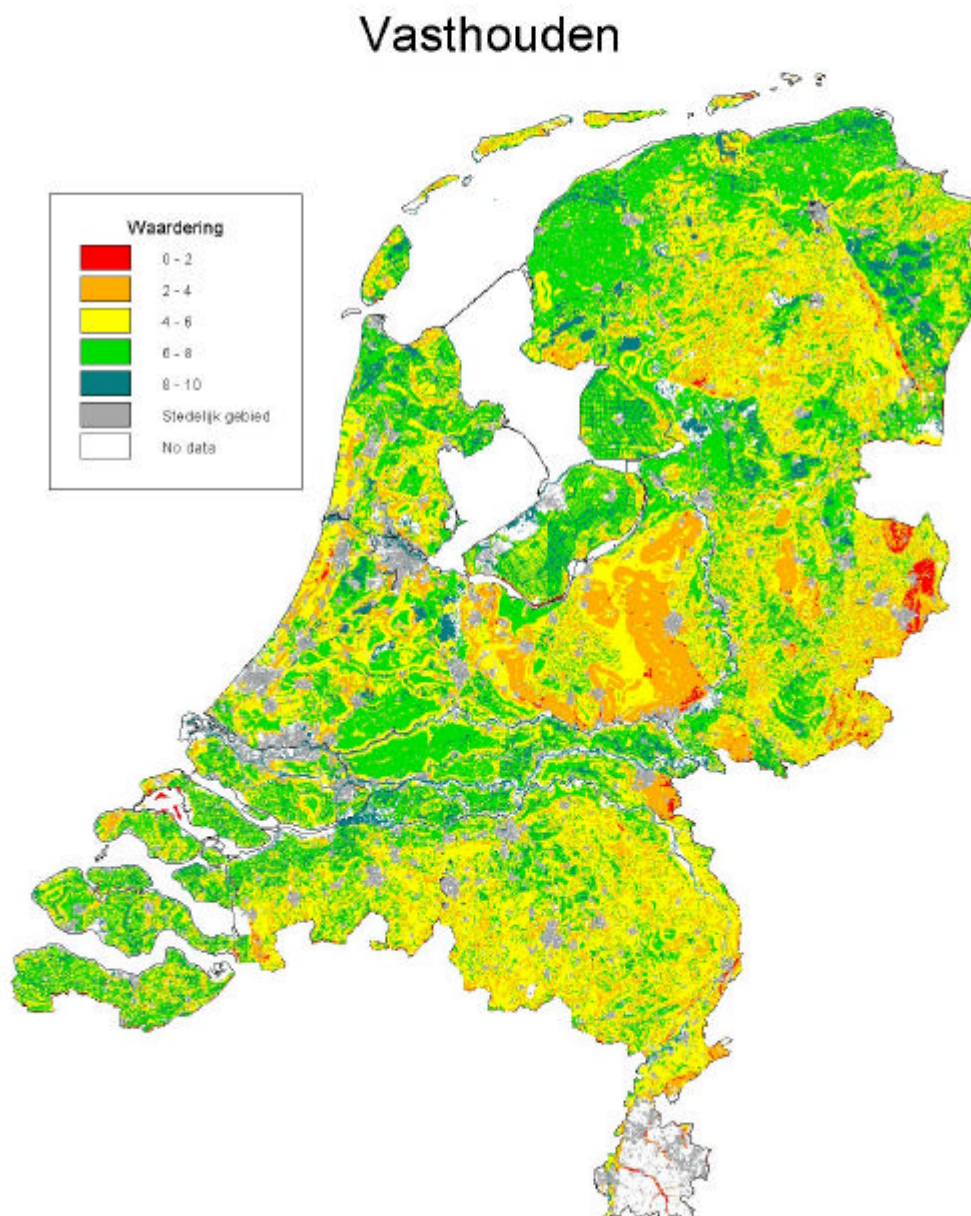 Vasthouden
Waardering
0 - 2
2 - 4
4 - 6
6 - 8
8 - 10
Stedelijk gebied
No data